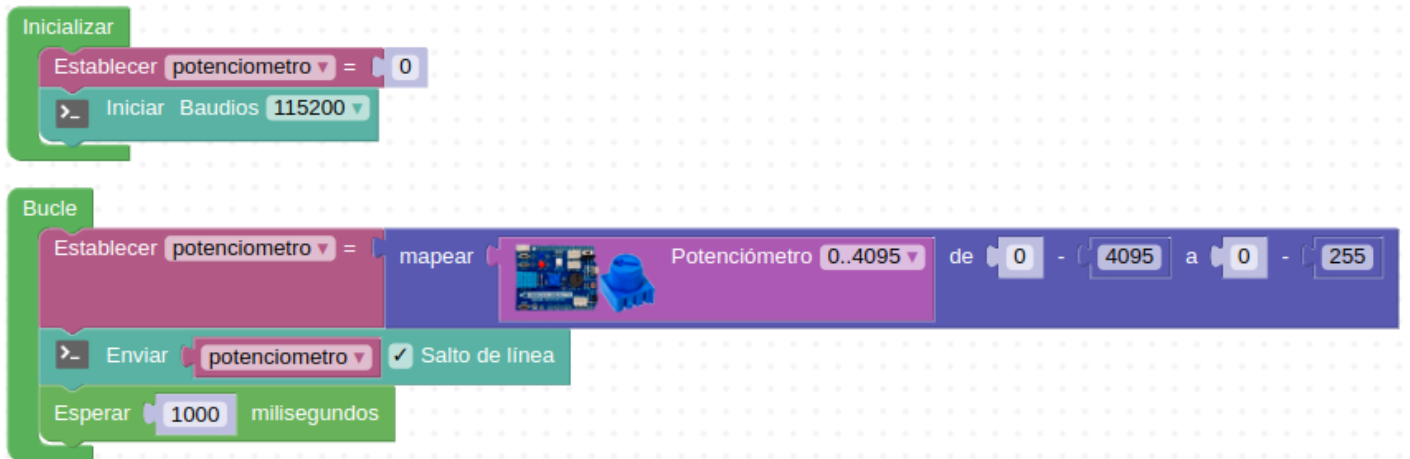 Inicializar
Establecer potenciometro ▾ = 0
>_ Iniciar Baudios 115200 ▾
Bucle
Establecer potenciometro ▾ = mapear Potenciómetro 0..4095 ▾ de 0 - 4095 a 0 - 255
>_ Enviar potenciometro ▾ ✓ Salto de línea
Esperar 1000 milisegundos